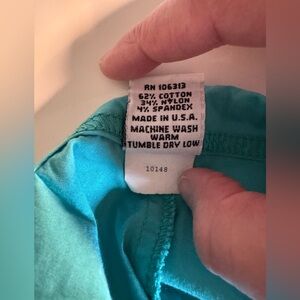 RN 106313
62% COTTON
34% NYLON
4% SPANDEX
MADE IN U.S.A.
MACHINE WASH
WARM
TUMBLE DRY LOW
10148